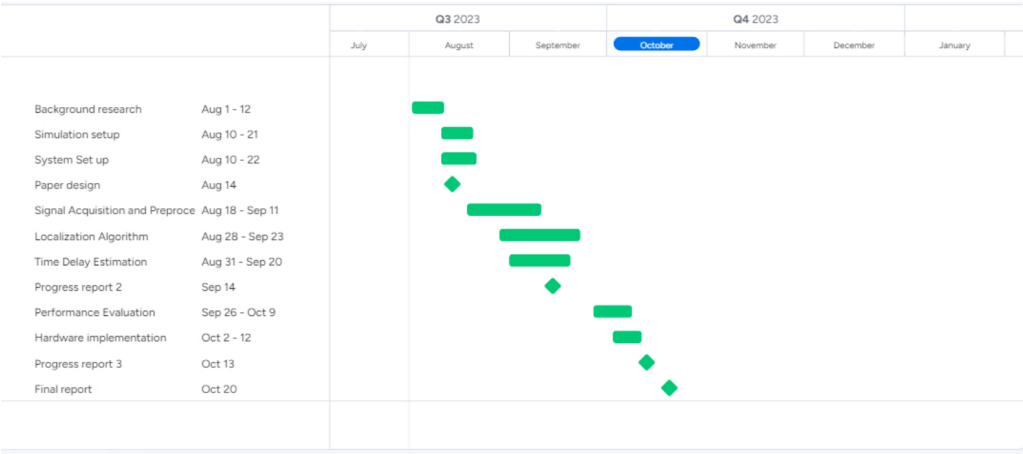 Q3 2023 Q4 2023
July August September October November December January
Background research Aug 1 - 12
Simulation setup Aug 10 - 21
System Set up Aug 10 - 22
Paper design Aug 14
Signal Acquisition and Preproce Aug 18 - Sep 11
Localization Algorithm Aug 28 - Sep 23
Time Delay Estimation Aug 31 - Sep 20
Progress report 2 Sep 14
Performance Evaluation Sep 26 - Oct 9
Hardware implementation Oct 2 - 12
Progress report 3 Oct 13
Final report Oct 20